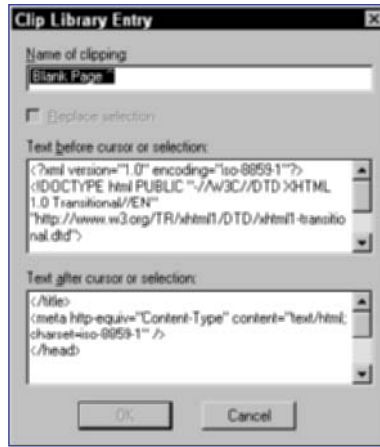 Clip Library Entry
Name of clipping:
Blank Page ^
Replace selection
Text before cursor or selection:
<?xml version="1.0" encoding="iso-8859-1"?>
<!DOCTYPE html PUBLIC "-//W3C//DTD XHTML
1.0 Transitional//EN"
"http://www.w3.org/TR/xhtml1/DTD/xhtml1-transitio
nal.dtd">
Text after cursor or selection:
</title>
<meta http-equiv="Content-Type" content="text/html;
charset=iso-8859-1" />
</head>
OK
Cancel